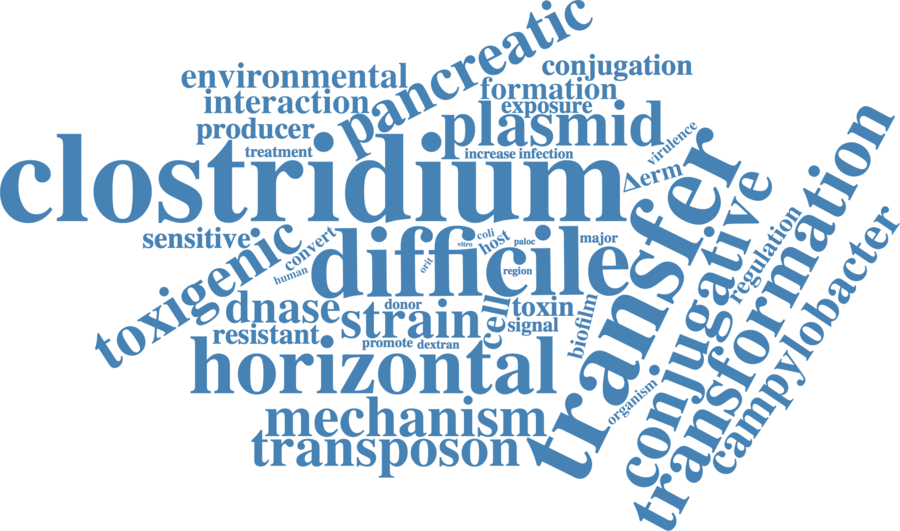 pancreatic
environmental
conjugation
interaction
formation
exposure
producer
plasmid
treatment
increase infection
virulence
clostridium
Δerm
transfer
transformation
sensitive
toxigenic
convert
human
difficile
vitro
coli
host
paloc
major
orit
region
conjugative
regulation
campylobacter
dnase
donor
strain
cell
toxin
signal
biofilm
resistant
promote
dextran
horizontal
organism
mechanism
transposon